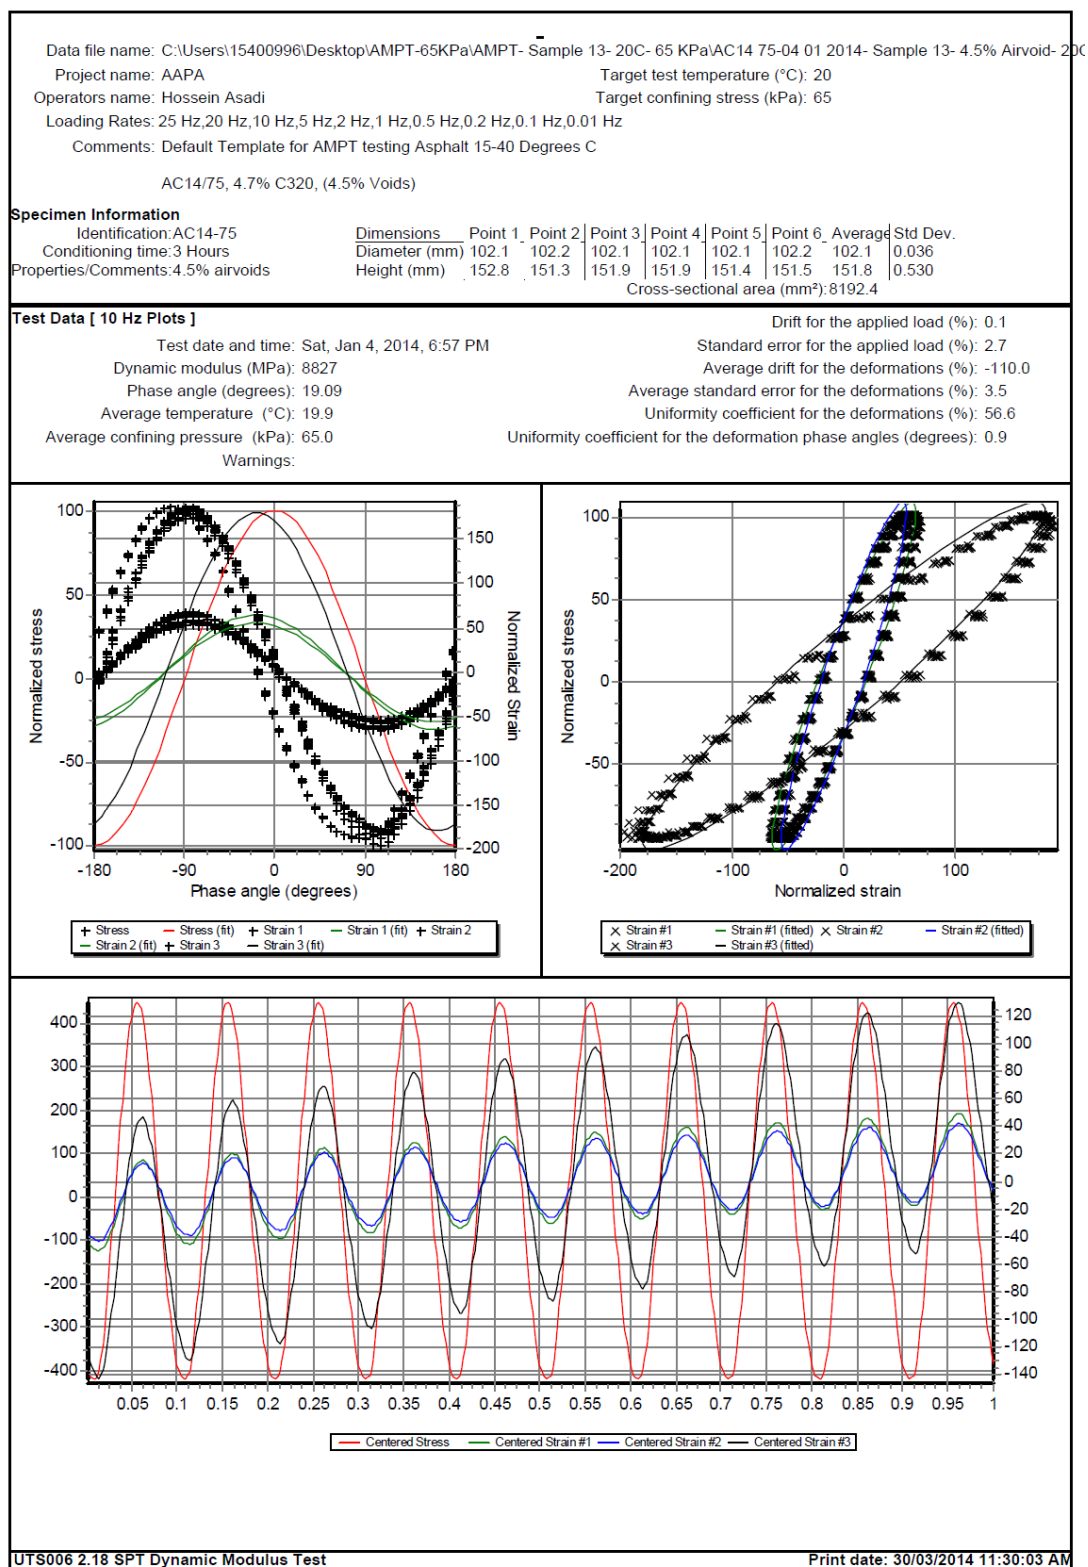 Data file name: C:\Users\15400996\Desktop\AMPT-65KPa\AMPT- Sample 13- 20C- 65 KPa\AC14 75-04 01 2014- Sample 13- 4.5% Airvoid- 20C
Project name: AAPA Target test temperature (°C): 20
Operators name: Hossein Asadi Target confining stress (kPa): 65
Loading Rates: 25 Hz,20 Hz,10 Hz,5 Hz,2 Hz,1 Hz,0.5 Hz,0.2 Hz,0.1 Hz,0.01 Hz
Comments: Default Template for AMPT testing Asphalt 15-40 Degrees C
AC14/75, 4.7% C320, (4.5% Voids)
Specimen Information
Identification:AC14-75 Dimensions Point 1 Point 2 Point 3 Point 4 Point 5 Point 6 Average Std Dev.
Conditioning time:3 Hours Diameter (mm) 102.1 102.2 102.1 102.1 102.1 102.2 102.1 0.036
Properties/Comments:4.5% airvoids Height (mm) 152.8 151.3 151.9 151.9 151.4 151.5 151.8 0.530
Cross-sectional area (mm²):8192.4
Test Data [ 10 Hz Plots ] Drift for the applied load (%): 0.1
Test date and time: Sat, Jan 4, 2014, 6:57 PM Standard error for the applied load (%): 2.7
Dynamic modulus (MPa): 8827 Average drift for the deformations (%): -110.0
Phase angle (degrees): 19.09 Average standard error for the deformations (%): 3.5
Average temperature (°C): 19.9 Uniformity coefficient for the deformations (%): 56.6
Average confining pressure (kPa): 65.0 Uniformity coefficient for the deformation phase angles (degrees): 0.9
Warnings:
Normalized stress
100
50
0
-50
-100
150
100
50
0
-50
-100
-150
-200
Normalized Strain
-180 -90 0 90 180
Phase angle (degrees)
Stress Stress (fit) Strain 1 Strain 1 (fit) Strain 2
Strain 2 (fit) Strain 3 Strain 3 (fit)
Normalized stress
100
50
0
-50
-200 -100 0 100
Normalized strain
Strain #1 Strain #1 (fitted) Strain #2 Strain #2 (fitted)
Strain #3 Strain #3 (fitted)
400
300
200
100
0
-100
-200
-300
-400
120
100
80
60
40
20
0
-20
-40
-60
-80
-100
-120
-140
0.05 0.1 0.15 0.2 0.25 0.3 0.35 0.4 0.45 0.5 0.55 0.6 0.65 0.7 0.75 0.8 0.85 0.9 0.95 1
Centered Stress Centered Strain #1 Centered Strain #2 Centered Strain #3
UTS006 2.18 SPT Dynamic Modulus Test Print date: 30/03/2014 11:30:03 AM